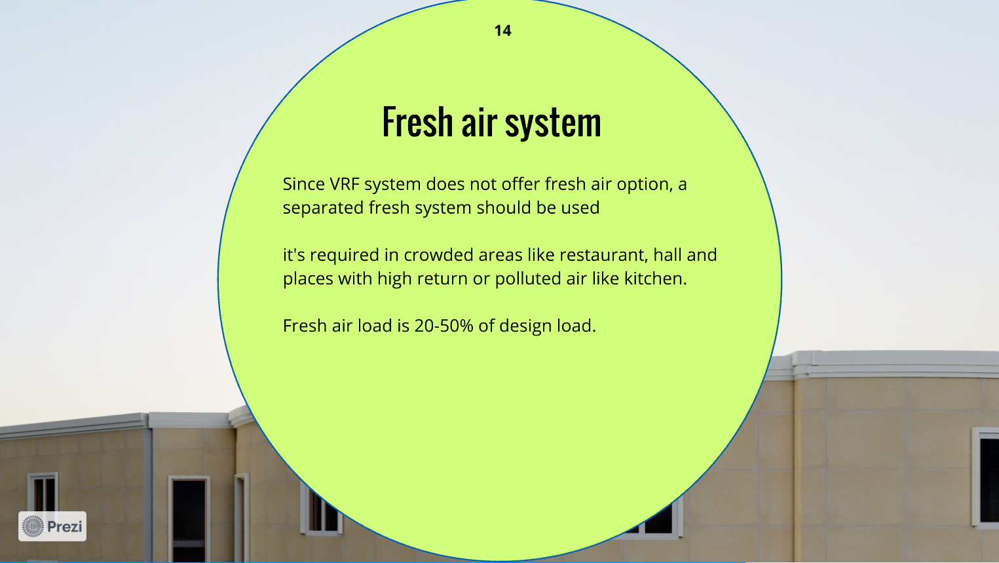 14
Fresh air system
Since VRF system does not offer fresh air option, a
separated fresh system should be used
it's required in crowded areas like restaurant, hall and
places with high return or polluted air like kitchen.
Fresh air load is 20-50% of design load.
Prezi